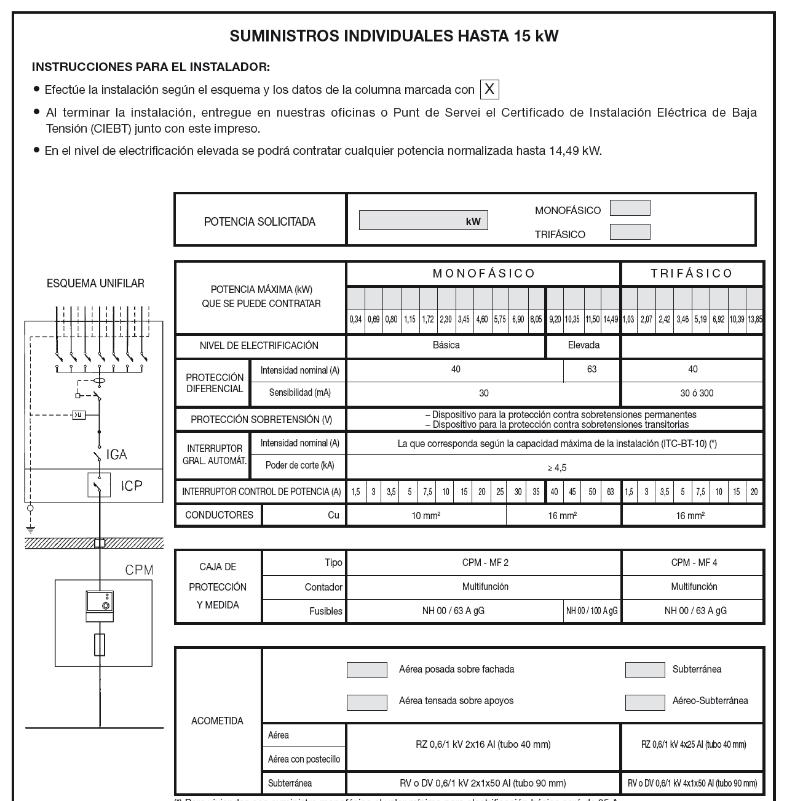 SUMINISTROS INDIVIDUALES HASTA 15 kW
INSTRUCCIONES PARA EL INSTALADOR:
● Efectúe la instalación según el esquema y los datos de la columna marcada con X
● Al terminar la instalación, entregue en nuestras oficinas o Punt de Servei el Certificado de Instalación Eléctrica de Baja
Tensión (CIEBT) junto con este impreso.
● En el nivel de electrificación elevada se podrá contratar cualquier potencia normalizada hasta 14,49 kW.
POTENCIA SOLICITADA kW MONOFÁSICO
TRIFÁSICO
ESQUEMA UNIFILAR
IGA
ICP
CPM
POTENCIA MÁXIMA (kW)
QUE SE PUEDE CONTRATAR
MONOFÁSICO TRIFÁSICO
0,34 0,69 0,80 1,15 1,72 2,30 3,45 4,60 5,75 6,90 8,05 9,20 10,35 11,50 14,49 1,03 2,07 2,42 3,46 5,19 6,92 10,39 13,85
NIVEL DE ELECTRIFICACIÓN Básica Elevada
PROTECCIÓN
DIFERENCIAL
Intensidad nominal (A) 40 63 40
Sensibilidad (mA) 30 30 ó 300
PROTECCIÓN SOBRETENSIÓN (V)
– Dispositivo para la protección contra sobretensiones permanentes
– Dispositivo para la protección contra sobretensiones transitorias
INTERRUPTOR
GRAL. AUTOMÁT.
Intensidad nominal (A) La que corresponda según la capacidad máxima de la instalación (ITC-BT-10) (*)
Poder de corte (kA) ≥ 4,5
INTERRUPTOR CONTROL DE POTENCIA (A) 1,5 3 3,5 5 7,5 10 15 20 25 30 35 40 45 50 63 1,5 3 3,5 5 7,5 10 15 20
CONDUCTORES Cu 10 mm² 16 mm² 16 mm²
CAJA DE
PROTECCIÓN
Y MEDIDA
Tipo CPM - MF 2 CPM - MF 4
Contador Multifunción Multifunción
Fusibles NH 00 / 63 A gG NH 00 / 100 A gG NH 00 / 63 A gG
ACOMETIDA
Aérea posada sobre fachada Subterránea
Aérea tensada sobre apoyos Aéreo-Subterránea
Aérea
Aérea con postecillo
RZ 0,6/1 kV 2x16 Al (tubo 40 mm) RZ 0,6/1 kV 4x25 Al (tubo 40 mm)
Subterránea RV o DV 0,6/1 kV 2x1x50 Al (tubo 90 mm) RV o DV 0,6/1 kV 4x1x50 Al (tubo 90 mm)